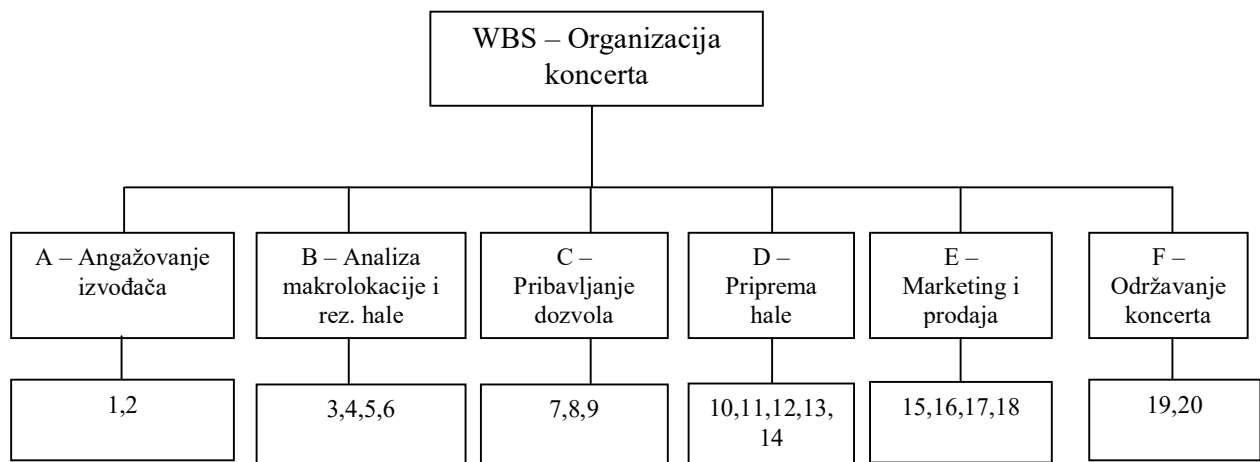 WBS – Organizacija
koncerta
A – Angažovanje
izvođača
B – Analiza
makrolokacije i
rez. hale
C –
Pribavljanje
dozvola
D –
Priprema
hale
E –
Marketing i
prodaja
F –
Održavanje
koncerta
1,2
3,4,5,6
7,8,9
10,11,12,13,
14
15,16,17,18
19,20